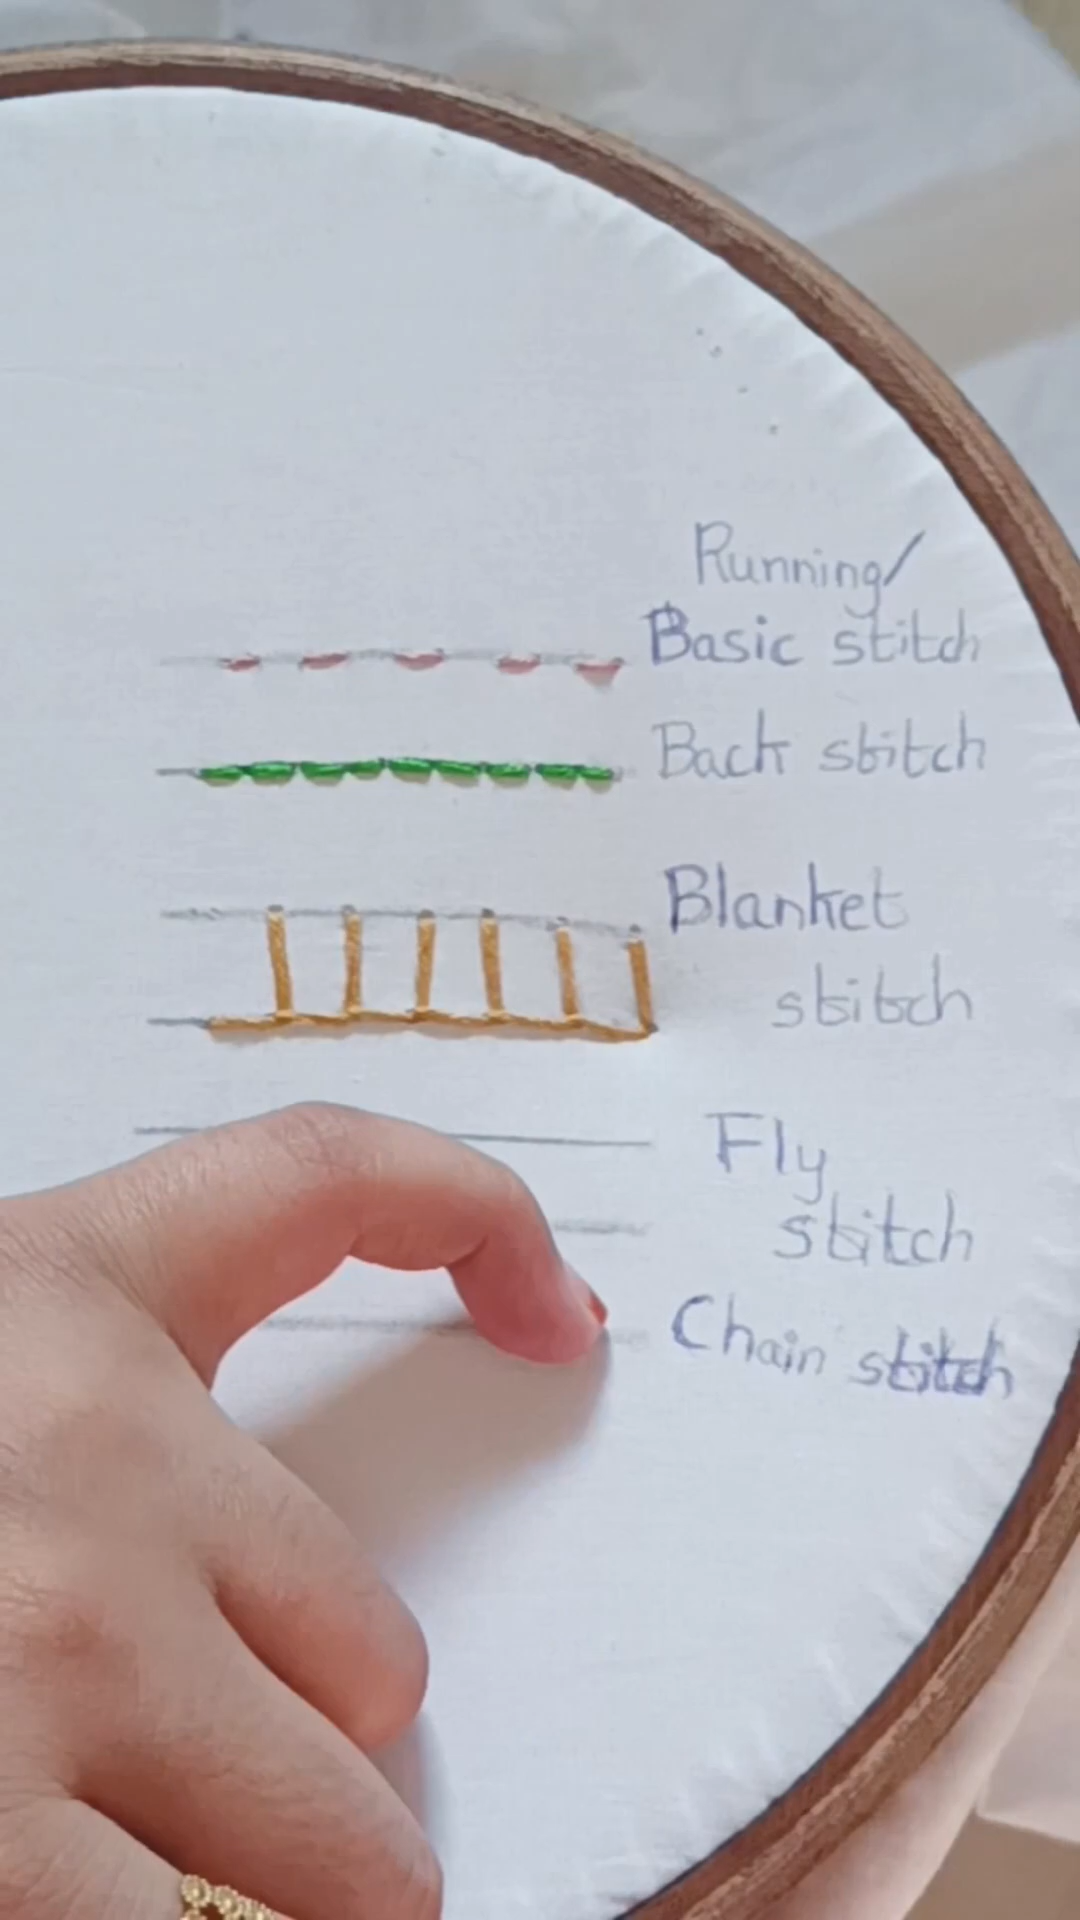 Running/
Basic stitch
Back stitch
Blanket
stitch
Fly
stitch
Chain stitch